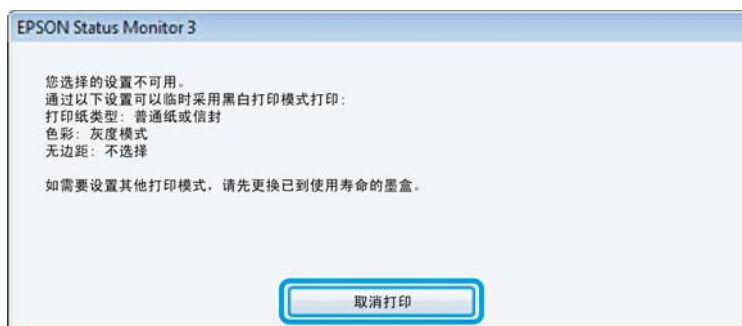 EPSON Status Monitor 3
您选择的设置不可用。
通过以下设置可以临时采用黑白打印模式打印：
打印纸类型：普通纸或信封
色彩：灰度模式
无边距：不选择
如需要设置其他打印模式，请先更换已到使用寿命的墨盒。
取消打印